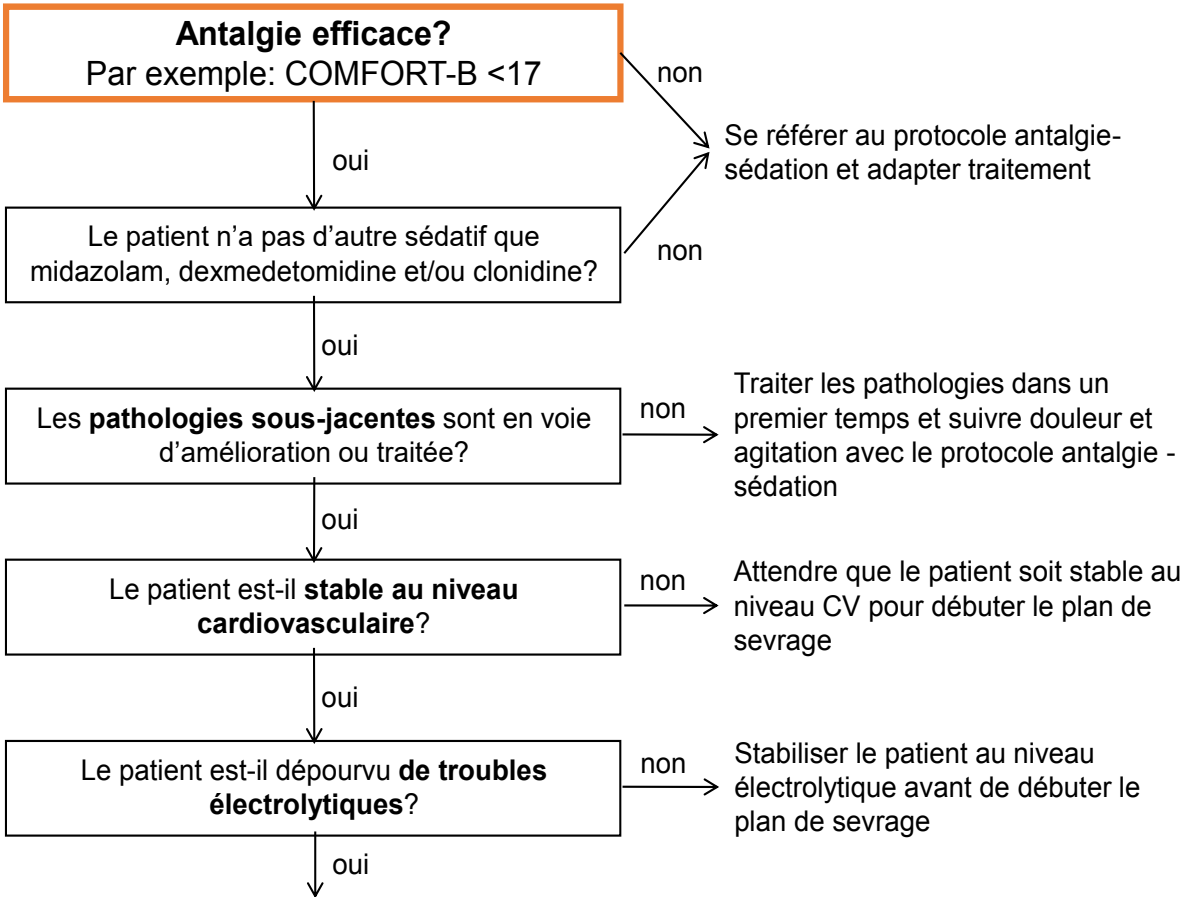 Antalgie efficace?
Par exemple: COMFORT-B <17
non
Se référer au protocole antalgie-
sédation et adapter traitement
oui
Le patient n'a pas d'autre sédatif que
midazolam, dexmedetomidine et/ou clonidine?
non
oui
Les pathologies sous-jacentes sont en voie
d'amélioration ou traitée?
non
Traiter les pathologies dans un
premier temps et suivre douleur et
agitation avec le protocole antalgie -
sédation
oui
Le patient est-il stable au niveau
cardiovasculaire?
non
Attendre que le patient soit stable au
niveau CV pour débuter le plan de
sevrage
oui
Le patient est-il dépourvu de troubles
électrolytiques?
non
Stabiliser le patient au niveau
électrolytique avant de débuter le
plan de sevrage
oui